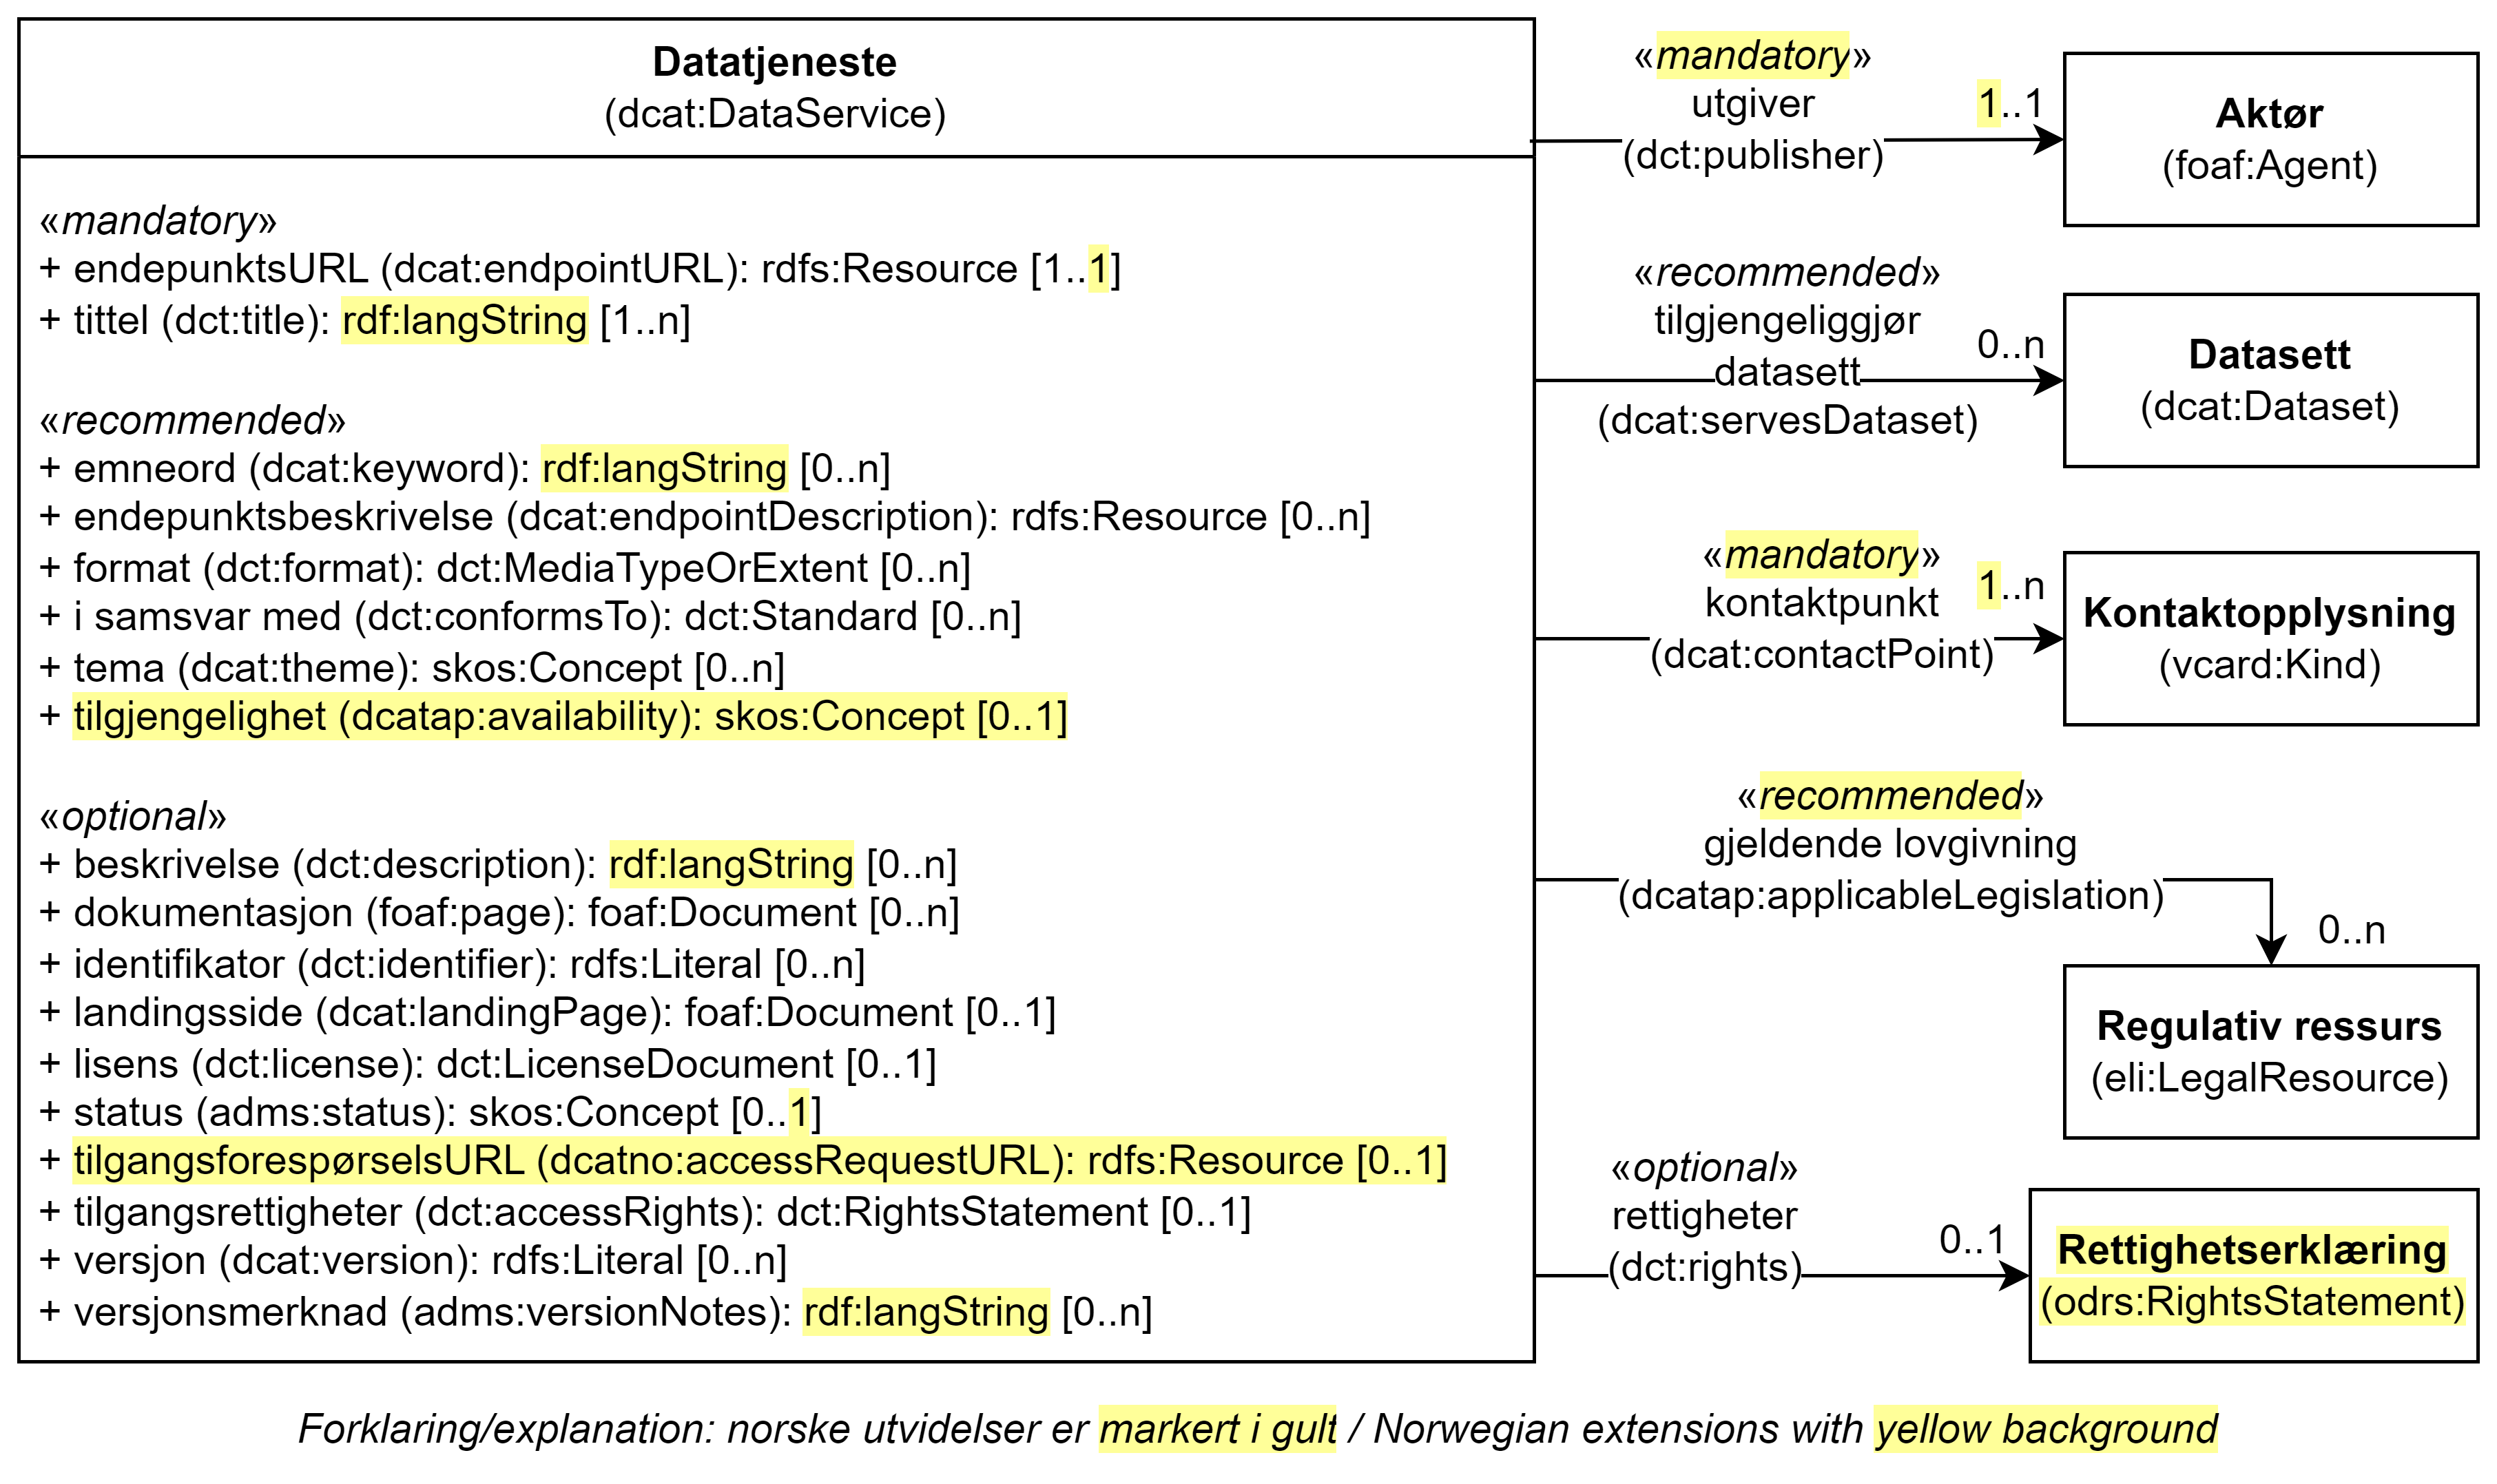 Datatjeneste
(dcat:DataService)
«mandatory»
+ endepunktsURL (dcat:endpointURL): rdfs:Resource [1..1]
+ tittel (dct:title): rdf:langString [1..n]
«recommended»
+ emneord (dcat:keyword): rdf:langString [0..n]
+ endepunktsbeskrivelse (dcat:endpointDescription): rdfs:Resource [0..n]
+ format (dct:format): dct:MediaTypeOrExtent [0..n]
+ i samsvar med (dct:conformsTo): dct:Standard [0..n]
+ tema (dcat:theme): skos:Concept [0..n]
+ tilgjengelighet (dcatap:availability): skos:Concept [0..1]
«optional»
+ beskrivelse (dct:description): rdf:langString [0..n]
+ dokumentasjon (foaf:page): foaf:Document [0..n]
+ identifikator (dct:identifier): rdfs:Literal [0..n]
+ landingsside (dcat:landingPage): foaf:Document [0..1]
+ lisens (dct:license): dct:LicenseDocument [0..1]
+ status (adms:status): skos:Concept [0..1]
+ tilgangsforespørselsURL (dcatno:accessRequestURL): rdfs:Resource [0..1]
+ tilgangsrettigheter (dct:accessRights): dct:RightsStatement [0..1]
+ versjon (dcat:version): rdfs:Literal [0..n]
+ versjonsmerknad (adms:versionNotes): rdf:langString [0..n]
«mandatory»
utgiver
(dct:publisher)
1..1
Aktør
(foaf:Agent)
«recommended»
tilgjengeliggjør
datasett
(dcat:servesDataset)
0..n
Datasett
(dcat:Dataset)
«mandatory»
kontaktpunkt
(dcat:contactPoint)
1..n
Kontaktopplysning
(vcard:Kind)
«recommended»
gjeldende lovgivning
(dcatap:applicableLegislation)
0..n
Regulativ ressurs
(eli:LegalResource)
«optional»
rettigheter
(dct:rights)
0..1
Rettighetserklæring
(odrs:RightsStatement)
Forklaring/explanation: norske utvidelser er markert i gult / Norwegian extensions with yellow background